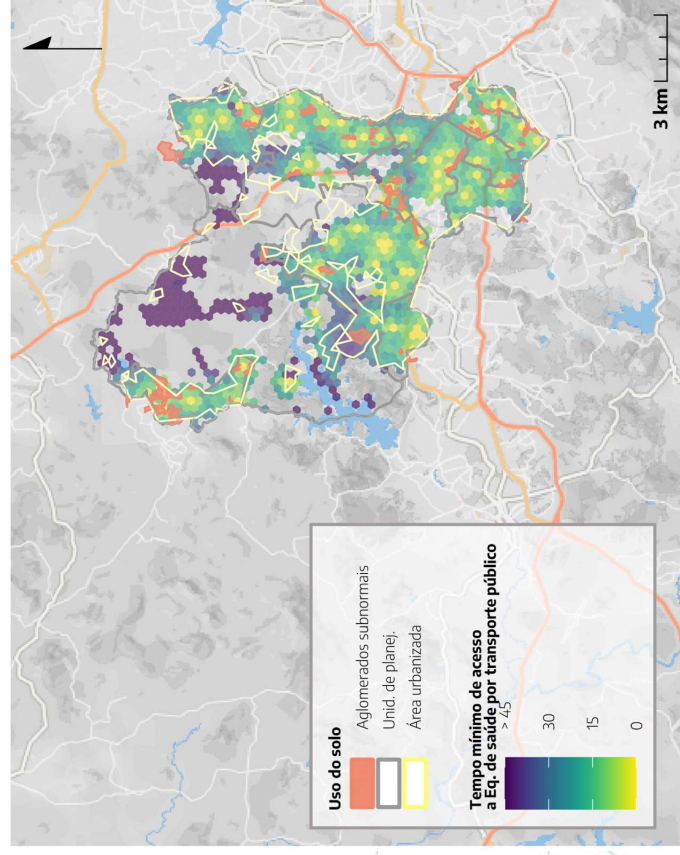 Uso do solo
Aglomerados subnormais
Unid. de planej.
Área urbanizada
Tempo mínimo de acesso
a Eq. de saúde por transporte público
> 45
30
15
0
3 km